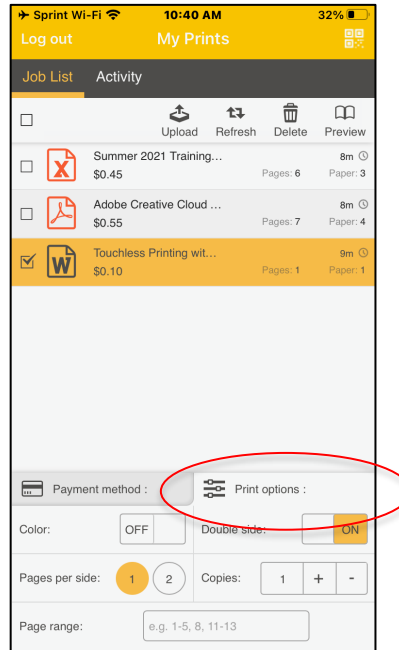 Sprint Wi-Fi 10:40 AM 32%
Log out My Prints
Job List Activity
Upload Refresh Delete Preview
X Summer 2021 Training... 8m
$0.45 Pages: 6 Paper: 3
Adobe Creative Cloud ... 8m
$0.55 Pages: 7 Paper: 4
W Touchless Printing wit... 9m
$0.10 Pages: 1 Paper: 1
Payment method : Print options :
Color: OFF Double side: ON
Pages per side: 1 2 Copies: 1 + -
Page range: e.g. 1-5, 8, 11-13